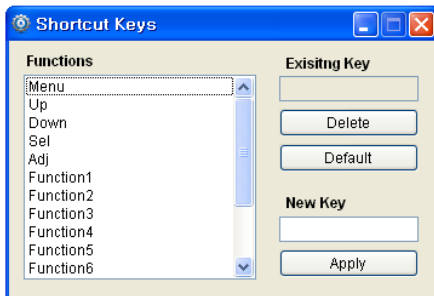 Shortcut Keys
Functions
Menu
Up
Down
Sel
Adj
Function1
Function2
Function3
Function4
Function5
Function6
Exisitng Key
Delete
Default
New Key
Apply